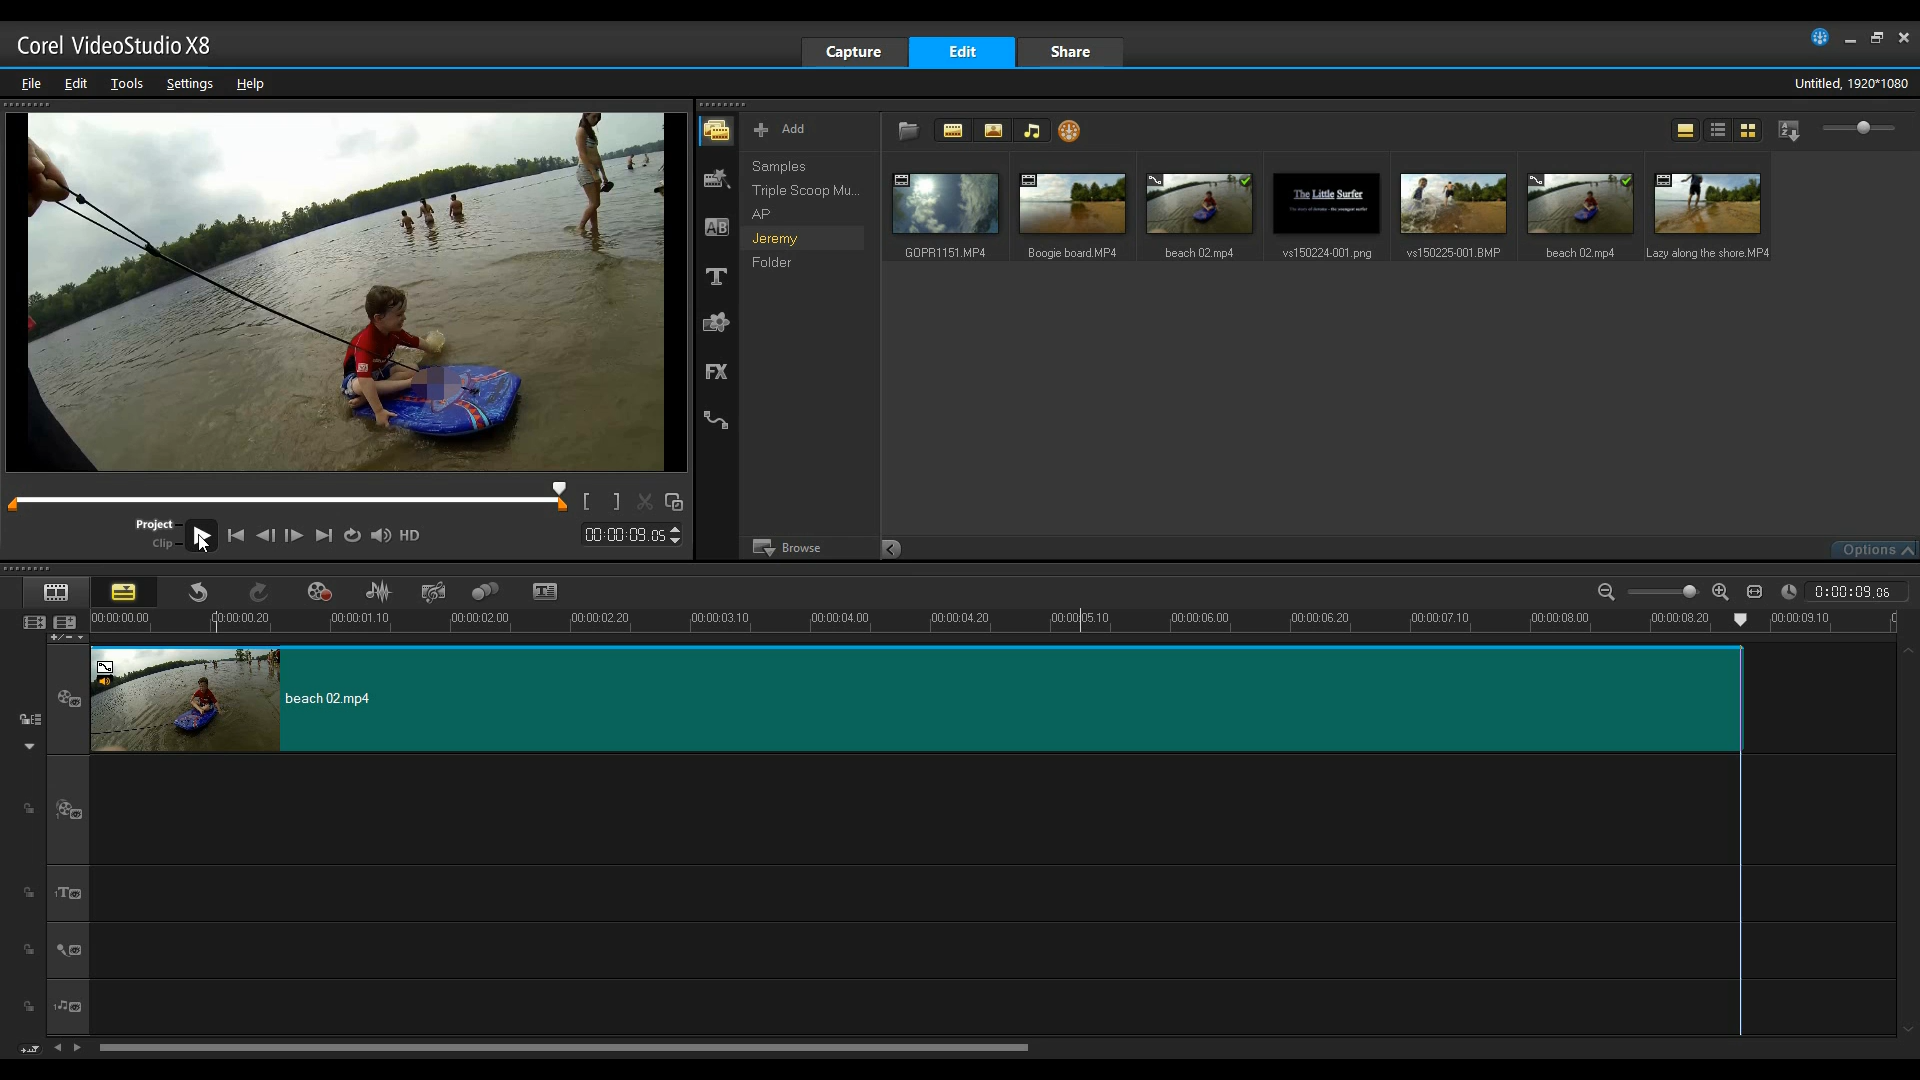 Corel VideoStudio X8
Capture
Edit
Share
File
Edit
Tools
Settings
Help
Untitled, 1920*1080
Add
Samples
Triple Scoop Mu...
AP
Jeremy
Folder
Browse
AB
T
FX
GOPR1151.MP4
Boogie board.MP4
beach 02.mp4
The Little Surfer
vs150224-001.png
vs150225-001.BMP
beach 02.mp4
Lazy along the shore.MP4
Options
Project
Clip
HD
00:00:09.05
0:00:09.06
00:00:00.00
00:00:00.20
00:00:01.10
00:00:02.00
00:00:02.20
00:00:03.10
00:00:04.00
00:00:04.20
00:00:05.10
00:00:06.00
00:00:06.20
00:00:07.10
00:00:08.00
00:00:08.20
00:00:09.10
beach 02.mp4
1
1T
1